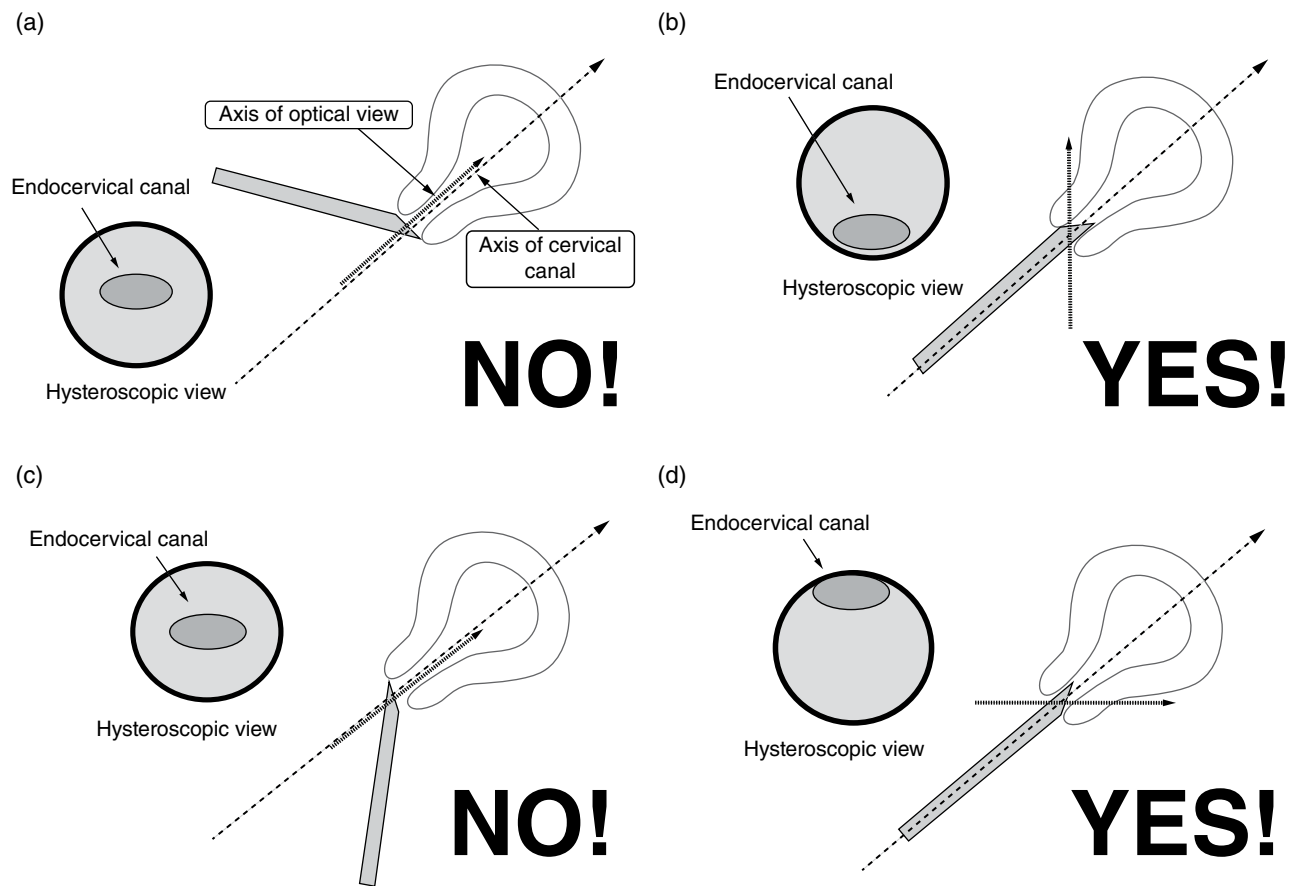 (a)
Axis of optical view
Endocervical canal
Axis of cervical
canal
Hysteroscopic view
NO!
(b)
Endocervical canal
Hysteroscopic view
YES!
(c)
Endocervical canal
Hysteroscopic view
NO!
(d)
Endocervical canal
Hysteroscopic view
YES!